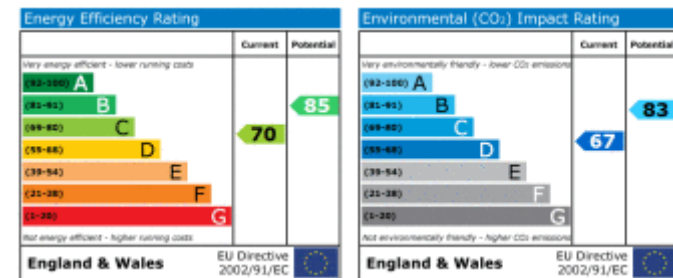 Energy Efficiency Rating
Current Potential
Very energy efficient - lower running costs
(92-100) A
(81-91) B
(69-80) C
(55-68) D
(39-54) E
(21-38) F
(1-20) G
70
85
Not energy efficient - higher running costs
England & Wales
EU Directive
2002/91/EC
Environmental (CO₂) Impact Rating
Current Potential
Very environmentally friendly - lower CO₂ emissions
(92-100) A
(81-91) B
(69-80) C
(55-68) D
(39-54) E
(21-38) F
(1-20) G
67
83
Not environmentally friendly - higher CO₂ emissions
England & Wales
EU Directive
2002/91/EC